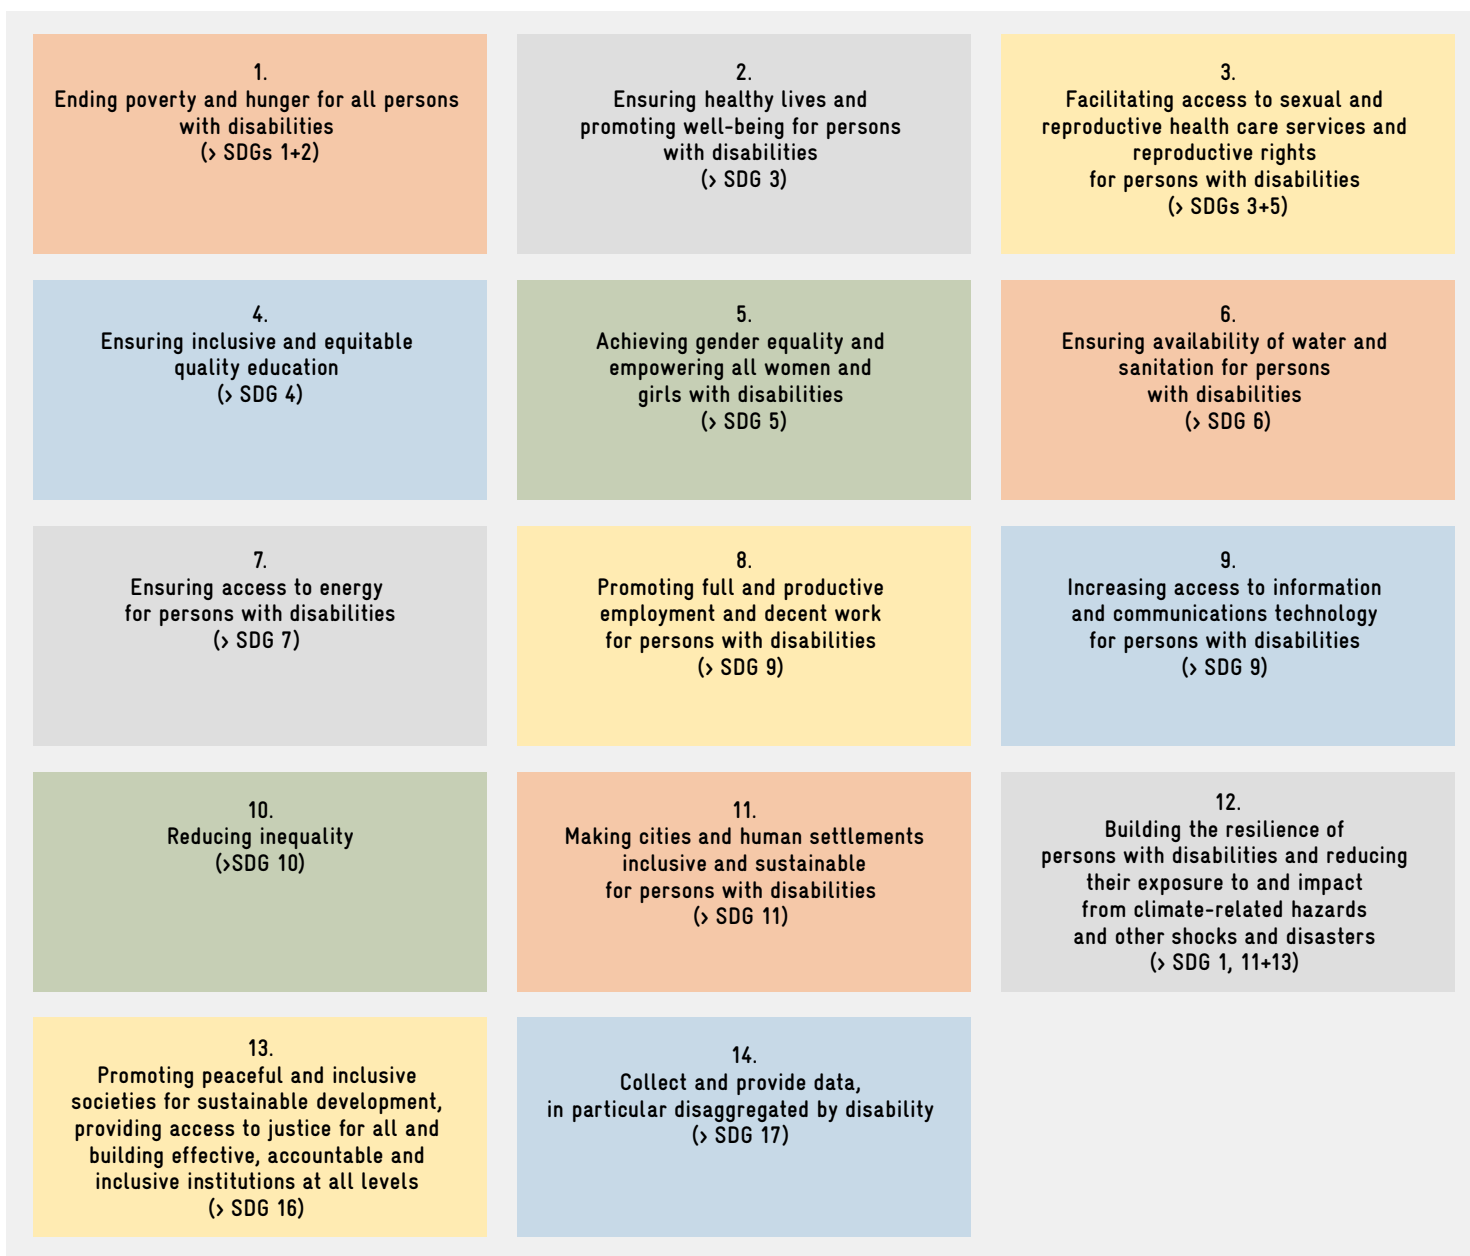 1.
Ending poverty and hunger for all persons
with disabilities
(› SDGs 1+2)
2.
Ensuring healthy lives and
promoting well-being for persons
with disabilities
(› SDG 3)
3.
Facilitating access to sexual and
reproductive health care services and
reproductive rights
for persons with disabilities
(› SDGs 3+5)
4.
Ensuring inclusive and equitable
quality education
(› SDG 4)
5.
Achieving gender equality and
empowering all women and
girls with disabilities
(› SDG 5)
6.
Ensuring availability of water and
sanitation for persons
with disabilities
(› SDG 6)
7.
Ensuring access to energy
for persons with disabilities
(› SDG 7)
8.
Promoting full and productive
employment and decent work
for persons with disabilities
(› SDG 9)
9.
Increasing access to information
and communications technology
for persons with disabilities
(› SDG 9)
10.
Reducing inequality
(›SDG 10)
11.
Making cities and human settlements
inclusive and sustainable
for persons with disabilities
(› SDG 11)
12.
Building the resilience of
persons with disabilities and reducing
their exposure to and impact
from climate-related hazards
and other shocks and disasters
(› SDG 1, 11+13)
13.
Promoting peaceful and inclusive
societies for sustainable development,
providing access to justice for all and
building effective, accountable and
inclusive institutions at all levels
(› SDG 16)
14.
Collect and provide data,
in particular disaggregated by disability
(› SDG 17)